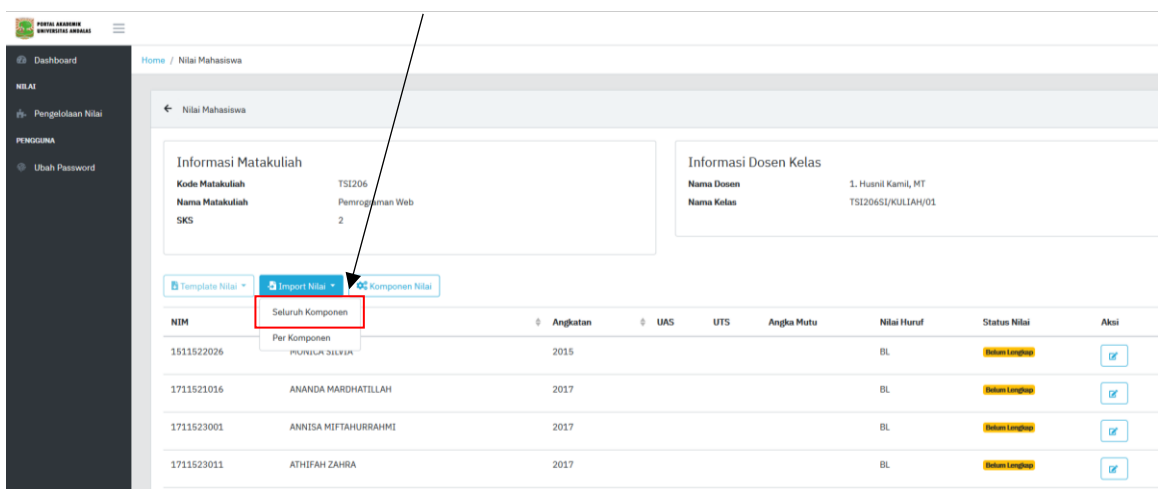 PORTAL AKADEMIK
UNIVERSITAS ANDALAS
Dashboard
Home / Nilai Mahasiswa
NILAI
Pengelolaan Nilai
Nilai Mahasiswa
PENGGUNA
Ubah Password
Informasi Matakuliah
Kode Matakuliah TSI206
Nama Matakuliah Pemrograman Web
SKS 2
Informasi Dosen Kelas
Nama Dosen 1. Husnil Kamil, MT
Nama Kelas TSI206SI/KULIAH/01
Template Nilai Import Nilai Komponen Nilai
Seluruh Komponen
Per Komponen
NIM Angkatan UAS UTS Angka Mutu Nilai Huruf Status Nilai Aksi
1511522026 MONICA SILVIA 2015 BL Belum Lengkap
1711521016 ANANDA MARDHATILLAH 2017 BL Belum Lengkap
1711523001 ANNISA MIFTAHURRAHMI 2017 BL Belum Lengkap
1711523011 ATHIFAH ZAHRA 2017 BL Belum Lengkap